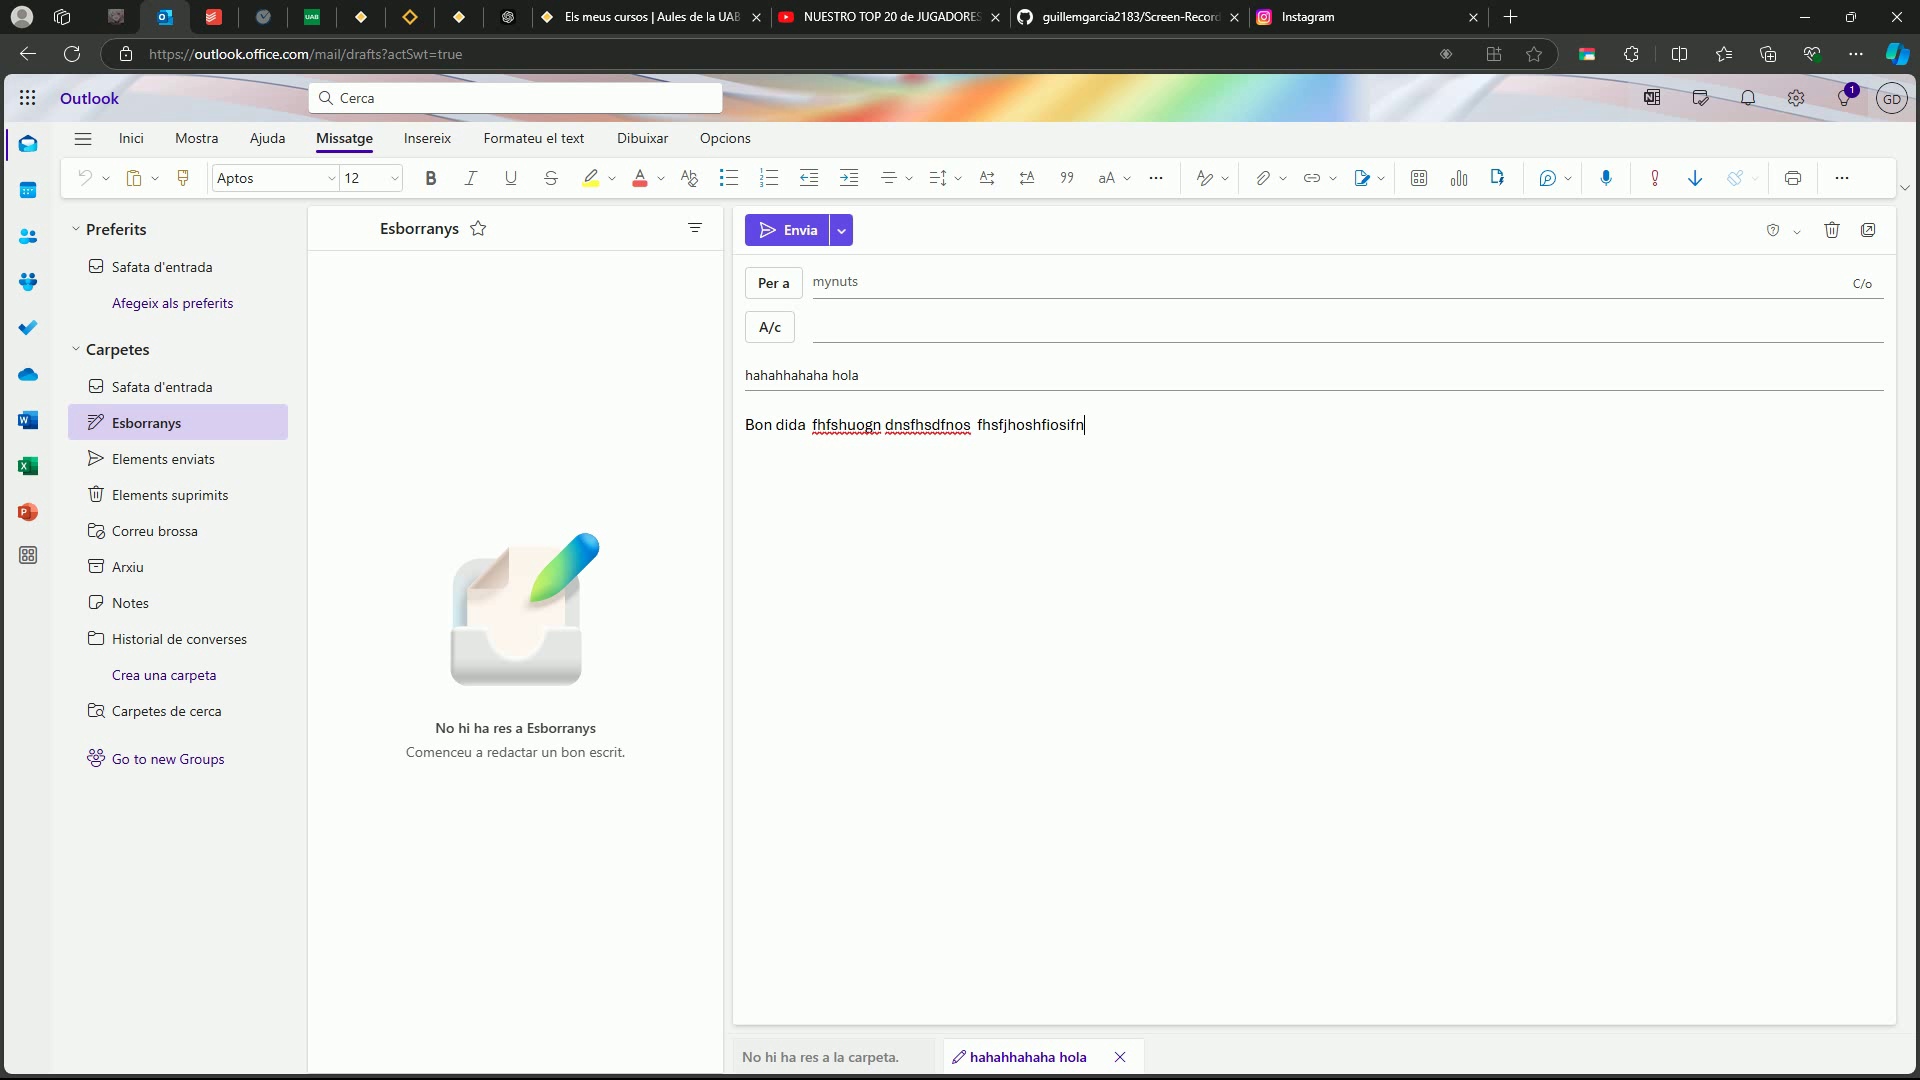 UAB
Els meus cursos | Aules de la UAB
NUESTRO TOP 20 de JUGADORES
guillemgarcia2183/Screen-Record
Instagram
https://outlook.office.com/mail/drafts?actSwt=true
Outlook
Cerca
1
GD
Inici
Mostra
Ajuda
Missatge
Insereix
Formateu el text
Dibuixar
Opcions
Aptos
12
Preferits
Safata d'entrada
Afegeix als preferits
Carpetes
Safata d'entrada
Esborranys
Elements enviats
Elements suprimits
Correu brossa
Arxiu
Notes
Historial de converses
Crea una carpeta
Carpetes de cerca
Go to new Groups
Esborranys
No hi ha res a Esborranys
Comenceu a redactar un bon escrit.
Envia
Per a
mynuts
C/o
A/c
hahahhahaha hola
Bon dida fhfshuogn dnsfhsdfnos fhsfjhoshfiosifn
No hi ha res a la carpeta.
hahahhahaha hola